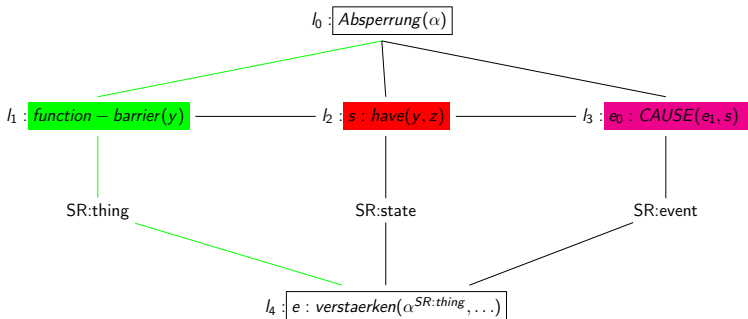 l₀ : Absperrung(α)
l₁ : function − barrier(y) l₂ : s : have(y, z) l₃ : e₀ : CAUSE(e₁, s)
SR:thing SR:state SR:event
l₄ : e : verstaerken(α^SR:thing, . . .)